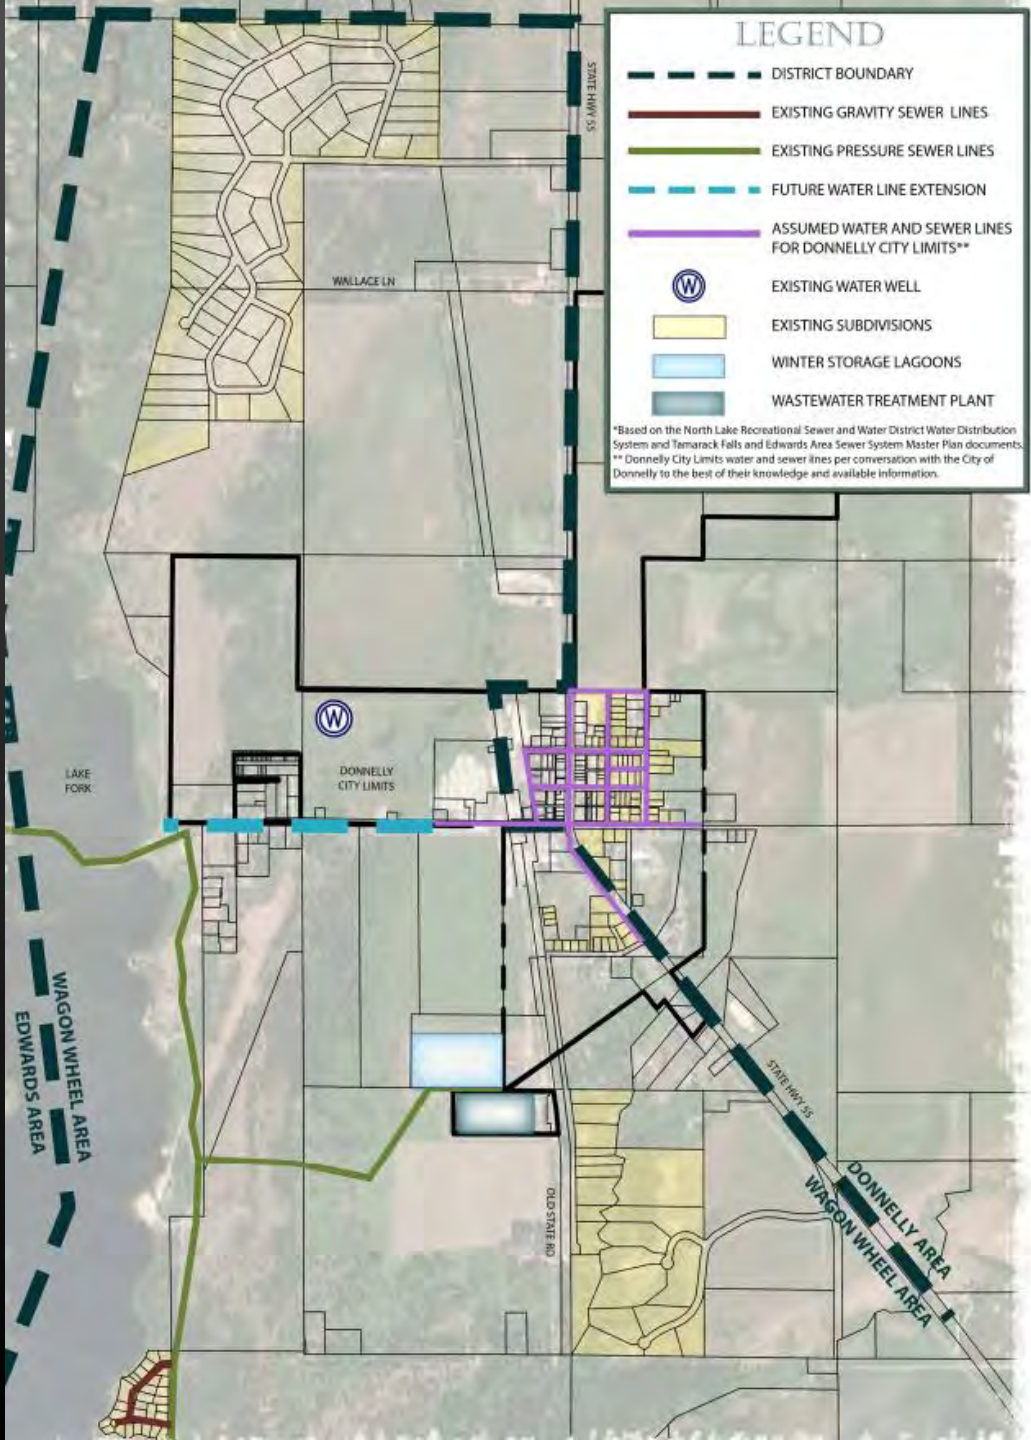 LEGEND
DISTRICT BOUNDARY
EXISTING GRAVITY SEWER LINES
EXISTING PRESSURE SEWER LINES
FUTURE WATER LINE EXTENSION
ASSUMED WATER AND SEWER LINES
FOR DONNELLY CITY LIMITS**
W
EXISTING WATER WELL
EXISTING SUBDIVISIONS
WINTER STORAGE LAGOONS
WASTEWATER TREATMENT PLANT
*Based on the North Lake Recreational Sewer and Water District Water Distribution
System and Tamarack Falls and Edwards Area Sewer System Master Plan documents.
** Donnelly City Limits water and sewer lines per conversation with the City of
Donnelly to the best of their knowledge and available information.
STATE HWY 55
WALLACE LN
W
LAKE
FORK
DONNELLY
CITY LIMITS
WAGON WHEEL AREA
EDWARDS AREA
STATE HWY 55
OLD STATE RD
DONNELLY AREA
WAGON WHEEL AREA